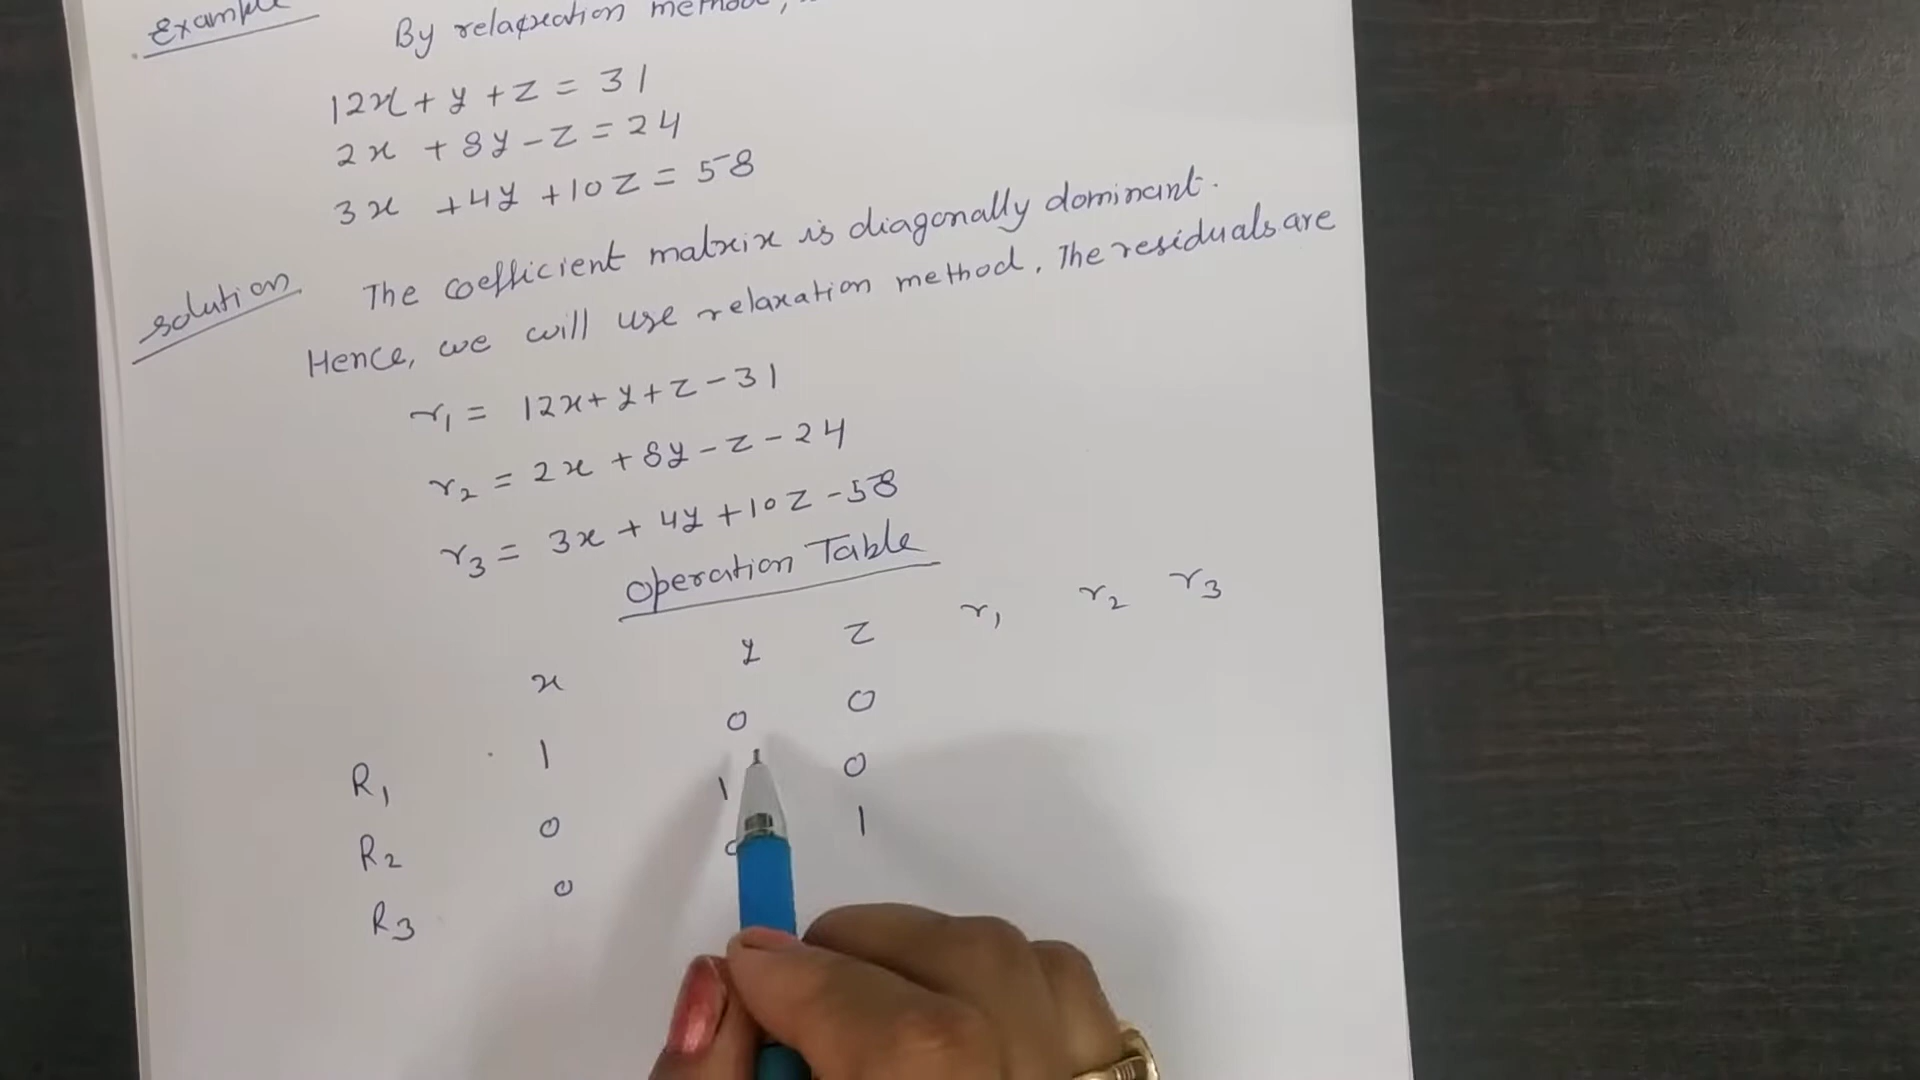 Example
By relaxation method,
12x + y + z = 31
2x + 8y - z = 24
3x + 4y + 10z = 58
Solution The coefficient matrix is diagonally dominant.
Hence, we will use relaxation method. The residuals are
r₁ = 12x + y + z - 31
r₂ = 2x + 8y - z - 24
r₃ = 3x + 4y + 10z - 58
Operation Table
x y z r₁ r₂ r₃
R₁ 1 0 0
R₂ 0 1 0
R₃ 0 0 1